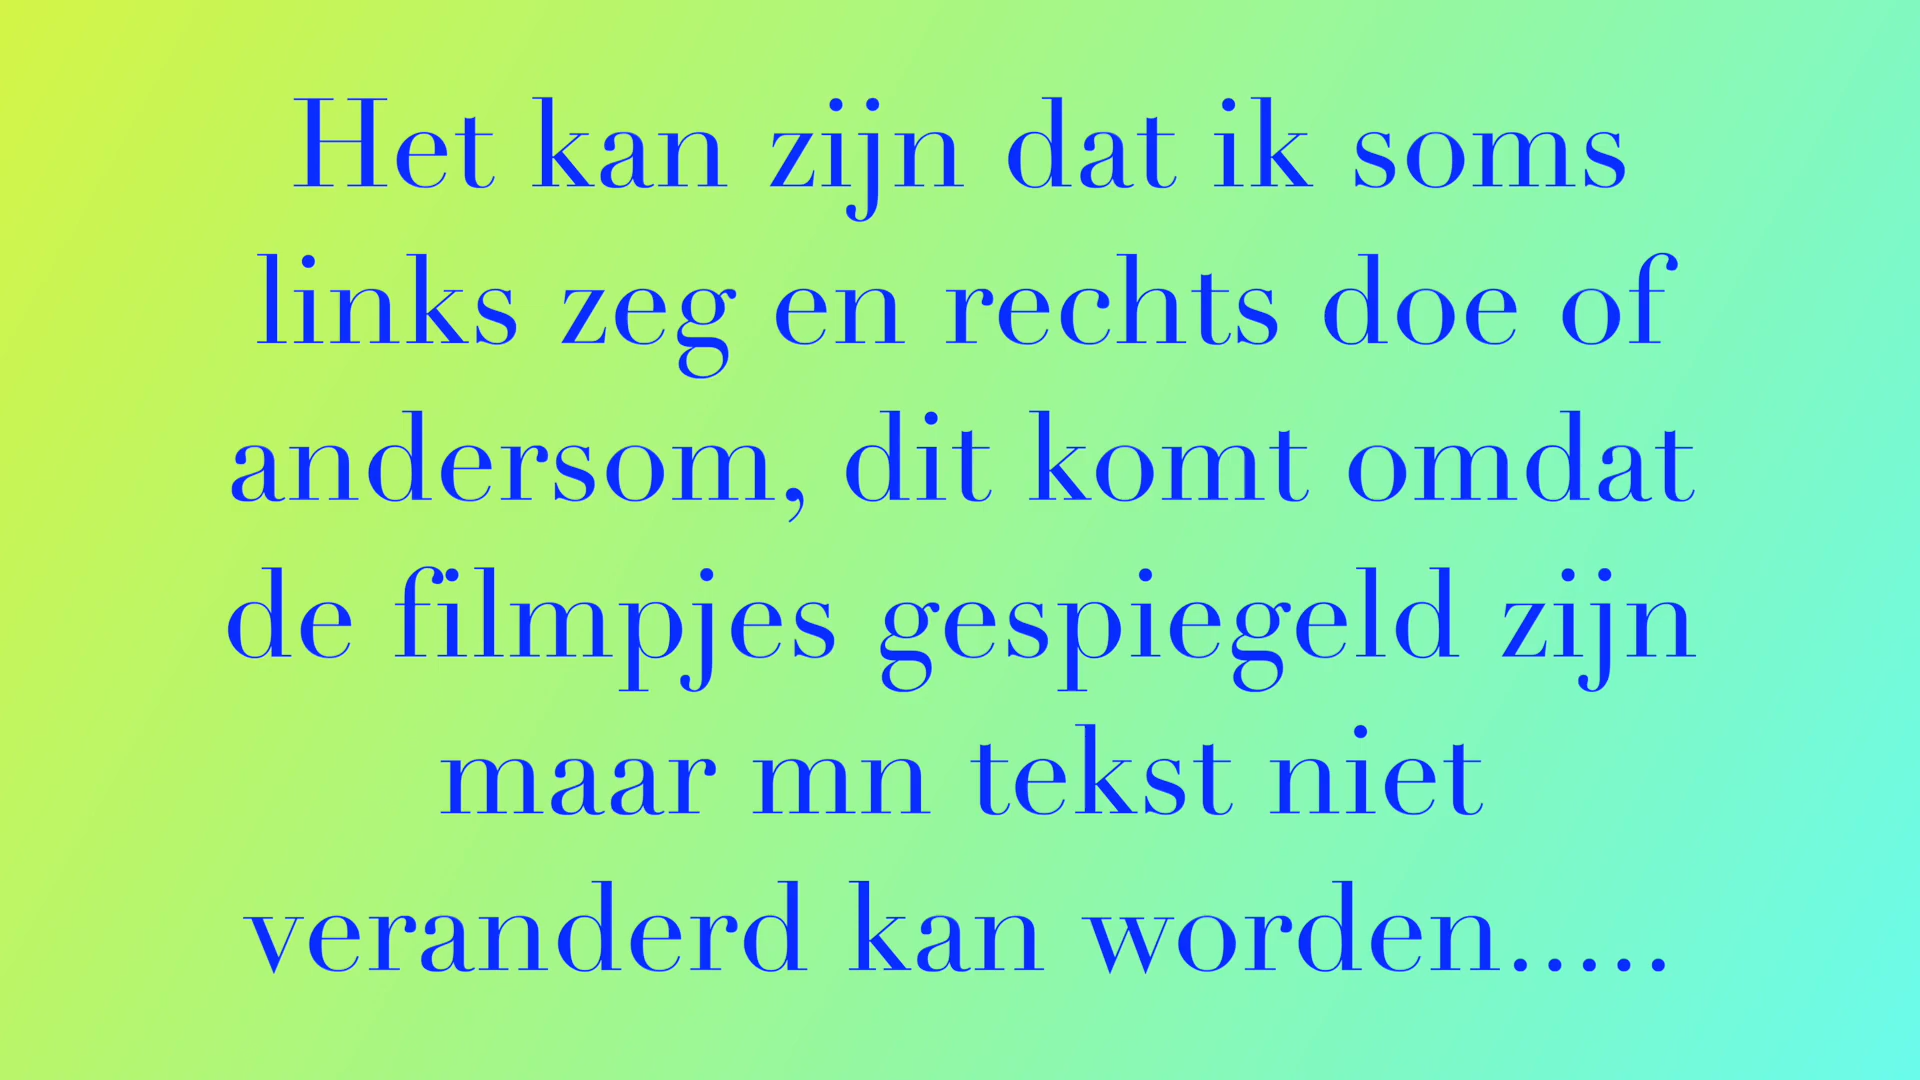 Het kan zijn dat ik soms
links zeg en rechts doe of
andersom, dit komt omdat
de filmpjes gespiegeld zijn
maar mn tekst niet
veranderd kan worden.....